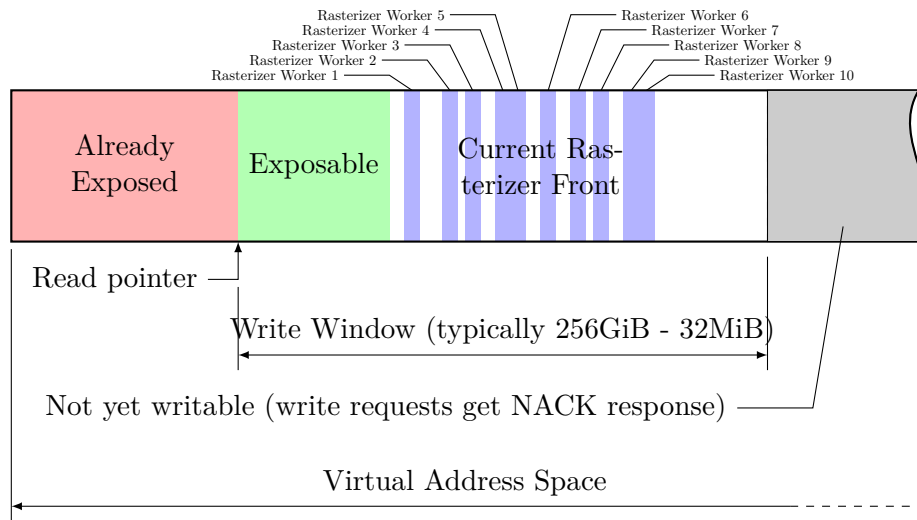 Rasterizer Worker 5
Rasterizer Worker 6
Rasterizer Worker 4
Rasterizer Worker 7
Rasterizer Worker 3
Rasterizer Worker 8
Rasterizer Worker 2
Rasterizer Worker 9
Rasterizer Worker 1
Rasterizer Worker 10
Already
Exposed
Exposable
Current Ras-
terizer Front
Read pointer
Write Window (typically 256GiB - 32MiB)
Not yet writable (write requests get NACK response)
Virtual Address Space